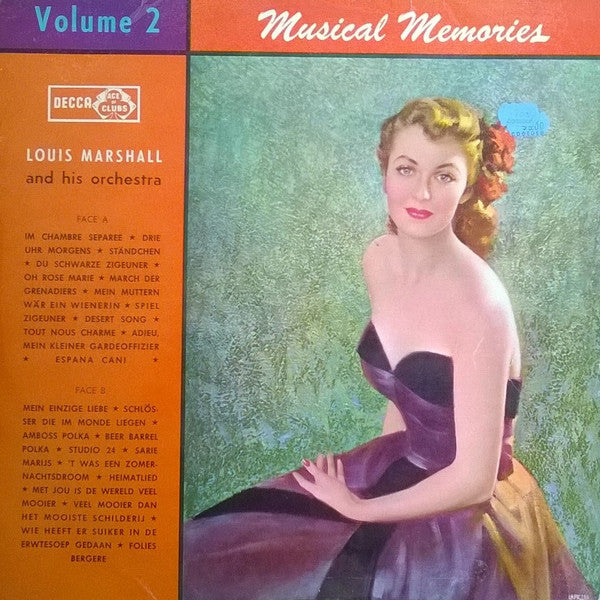 Volume 2
Musical Memories
DECCA ACE OF CLUBS
LOUIS MARSHALL
and his orchestra
FACE A
IM CHAMBRE SEPAREE ★ DRIE
UHR MORGENS ★ STÄNDCHEN
★ DU SCHWARZE ZIGEUNER ★
OH ROSE MARIE ★ MARCH DER
GRENADIERS ★ MEIN MUTTERN
WÄR EIN WIENERIN ★ SPIEL
ZIGEUNER ★ DESERT SONG ★
TOUT NOUS CHARME ★ ADIEU,
MEIN KLEINER GARDEOFFIZIER
★ ESPANA CANI ★
FACE B
MEIN EINZIGE LIEBE ★ SCHLÖS-
SER DIE IM MONDE LIEGEN ★
AMBOSS POLKA ★ BEER BARREL
POLKA ★ STUDIO 24 ★ SARIE
MARIJS ★ 'T WAS EEN ZOMER-
NACHTSDROOM ★ HEIMATLIED
★ MET JOU IS DE WERELD VEEL
MOOIER ★ VEEL MOOIER DAN
HET MOOISTE SCHILDERIJ ★
WIE HEEFT ER SUIKER IN DE
ERWTESOEP GEDAAN ★ FOLIES
BERGERE